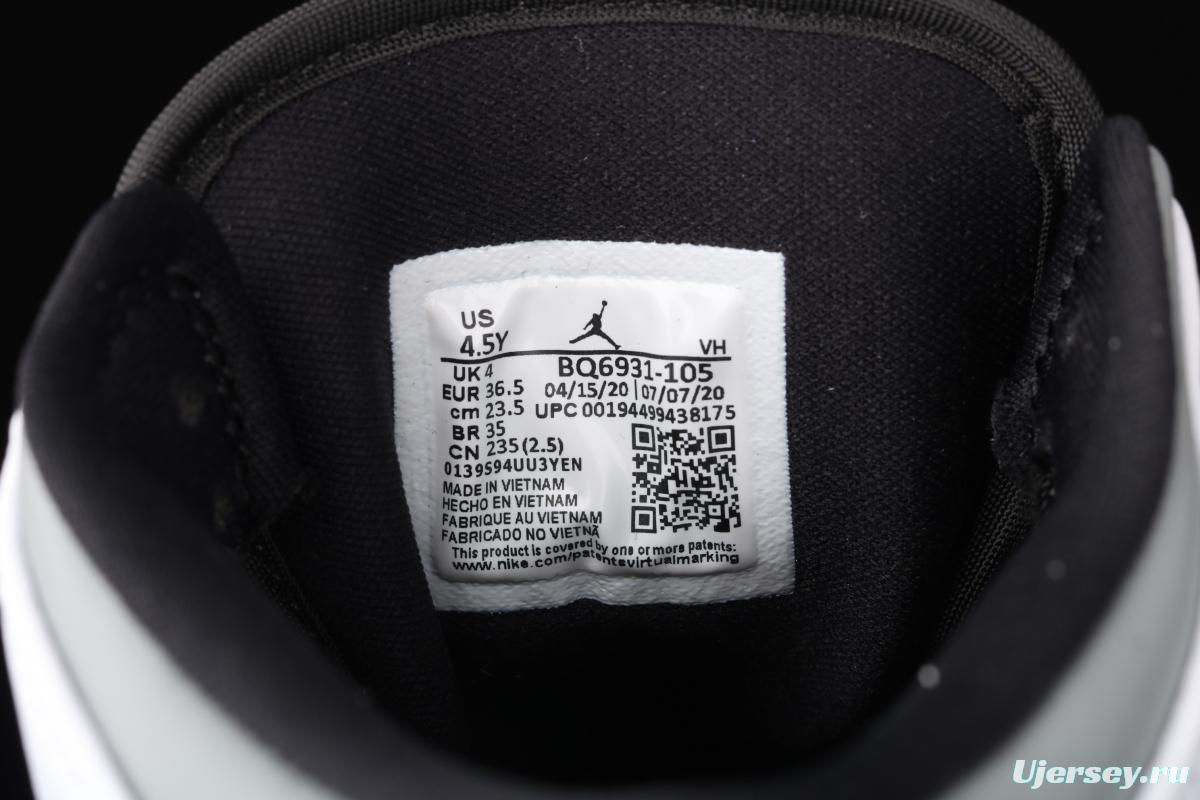 US
4.5Y
VH
UK 4
BQ6931-105
EUR 36.5
04/15/20 | 07/07/20
cm 23.5
UPC 00194499438175
BR 35
CN 235(2.5)
0139S94UU3YEN
MADE IN VIETNAM
HECHO EN VIETNAM
FABRIQUE AU VIETNAM
FABRICADO NO VIETNÃ
This product is covered by one or more patents:
www.nike.com/patentsvirtualmarking
Ujersey.ru